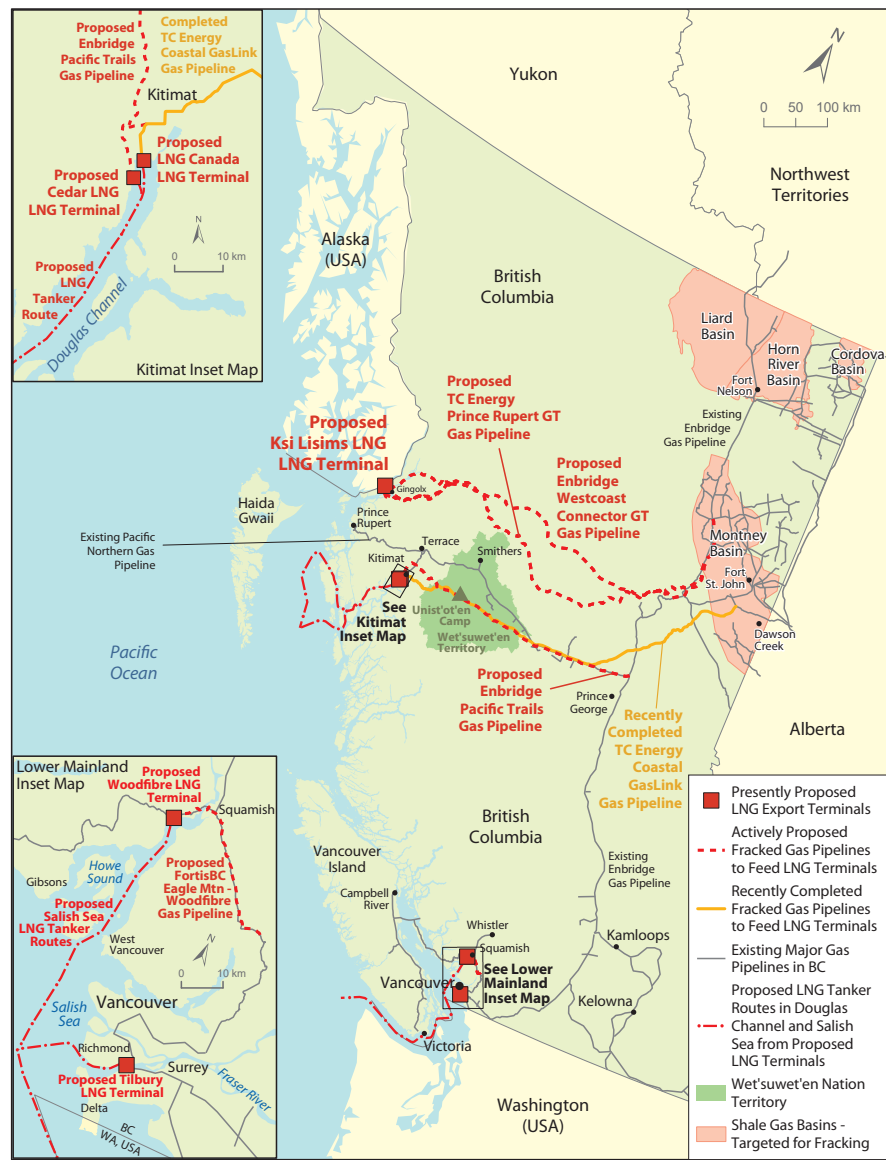 Proposed
Enbridge
Pacific Trails
Gas Pipeline
Completed
TC Energy
Coastal GasLink
Gas Pipeline
Kitimat
Proposed
LNG Canada
LNG Terminal
Proposed
Cedar LNG
LNG Terminal
N
0 10 km
Proposed
LNG
Tanker
Route
Douglas Channel
Kitimat Inset Map
Yukon
N
0 50 100 km
Northwest
Territories
Alaska
(USA)
British
Columbia
Liard
Basin
Horn
River
Basin
Cordova
Basin
Fort
Nelson
Existing
Enbridge
Gas Pipeline
Proposed
TC Energy
Prince Rupert GT
Gas Pipeline
Proposed
Ksi Lisims LNG
LNG Terminal
Gingolx
Proposed
Enbridge
Westcoast
Connector GT
Gas Pipeline
Haida
Gwaii
Prince
Rupert
Existing Pacific
Northern Gas
Pipeline
Terrace
Smithers
Kitimat
Montney
Basin
Fort
St. John
Dawson
Creek
See
Kitimat
Inset Map
Unist'ot'en
Camp
Wet'suwet'en
Territory
Pacific
Ocean
Proposed
Enbridge
Pacific Trails
Gas Pipeline
Prince
George
Recently
Completed
TC Energy
Coastal
GasLink
Gas Pipeline
Alberta
Lower Mainland
Inset Map
Proposed
Woodfibre LNG
Terminal
Squamish
Howe
Sound
Gibsons
Proposed
FortisBC
Eagle Mtn -
Woodfibre
Gas Pipeline
Proposed
Salish Sea
LNG Tanker
Routes
West
Vancouver
N
0 10 km
Salish
Sea
Vancouver
Richmond
Surrey
Proposed Tilbury
LNG Terminal
Fraser River
Delta
BC
WA, USA
British
Columbia
Vancouver
Island
Campbell
River
Existing
Enbridge
Gas Pipeline
Whistler
Squamish
Kamloops
Vancouver
See Lower
Mainland
Inset Map
Kelowna
Victoria
Washington
(USA)
Presently Proposed
LNG Export Terminals
Actively Proposed
Fracked Gas Pipelines
to Feed LNG Terminals
Recently Completed
Fracked Gas Pipelines
to Feed LNG Terminals
Existing Major Gas
Pipelines in BC
Proposed LNG Tanker
Routes in Douglas
Channel and Salish
Sea from Proposed
LNG Terminals
Wet'suwet'en Nation
Territory
Shale Gas Basins -
Targeted for Fracking